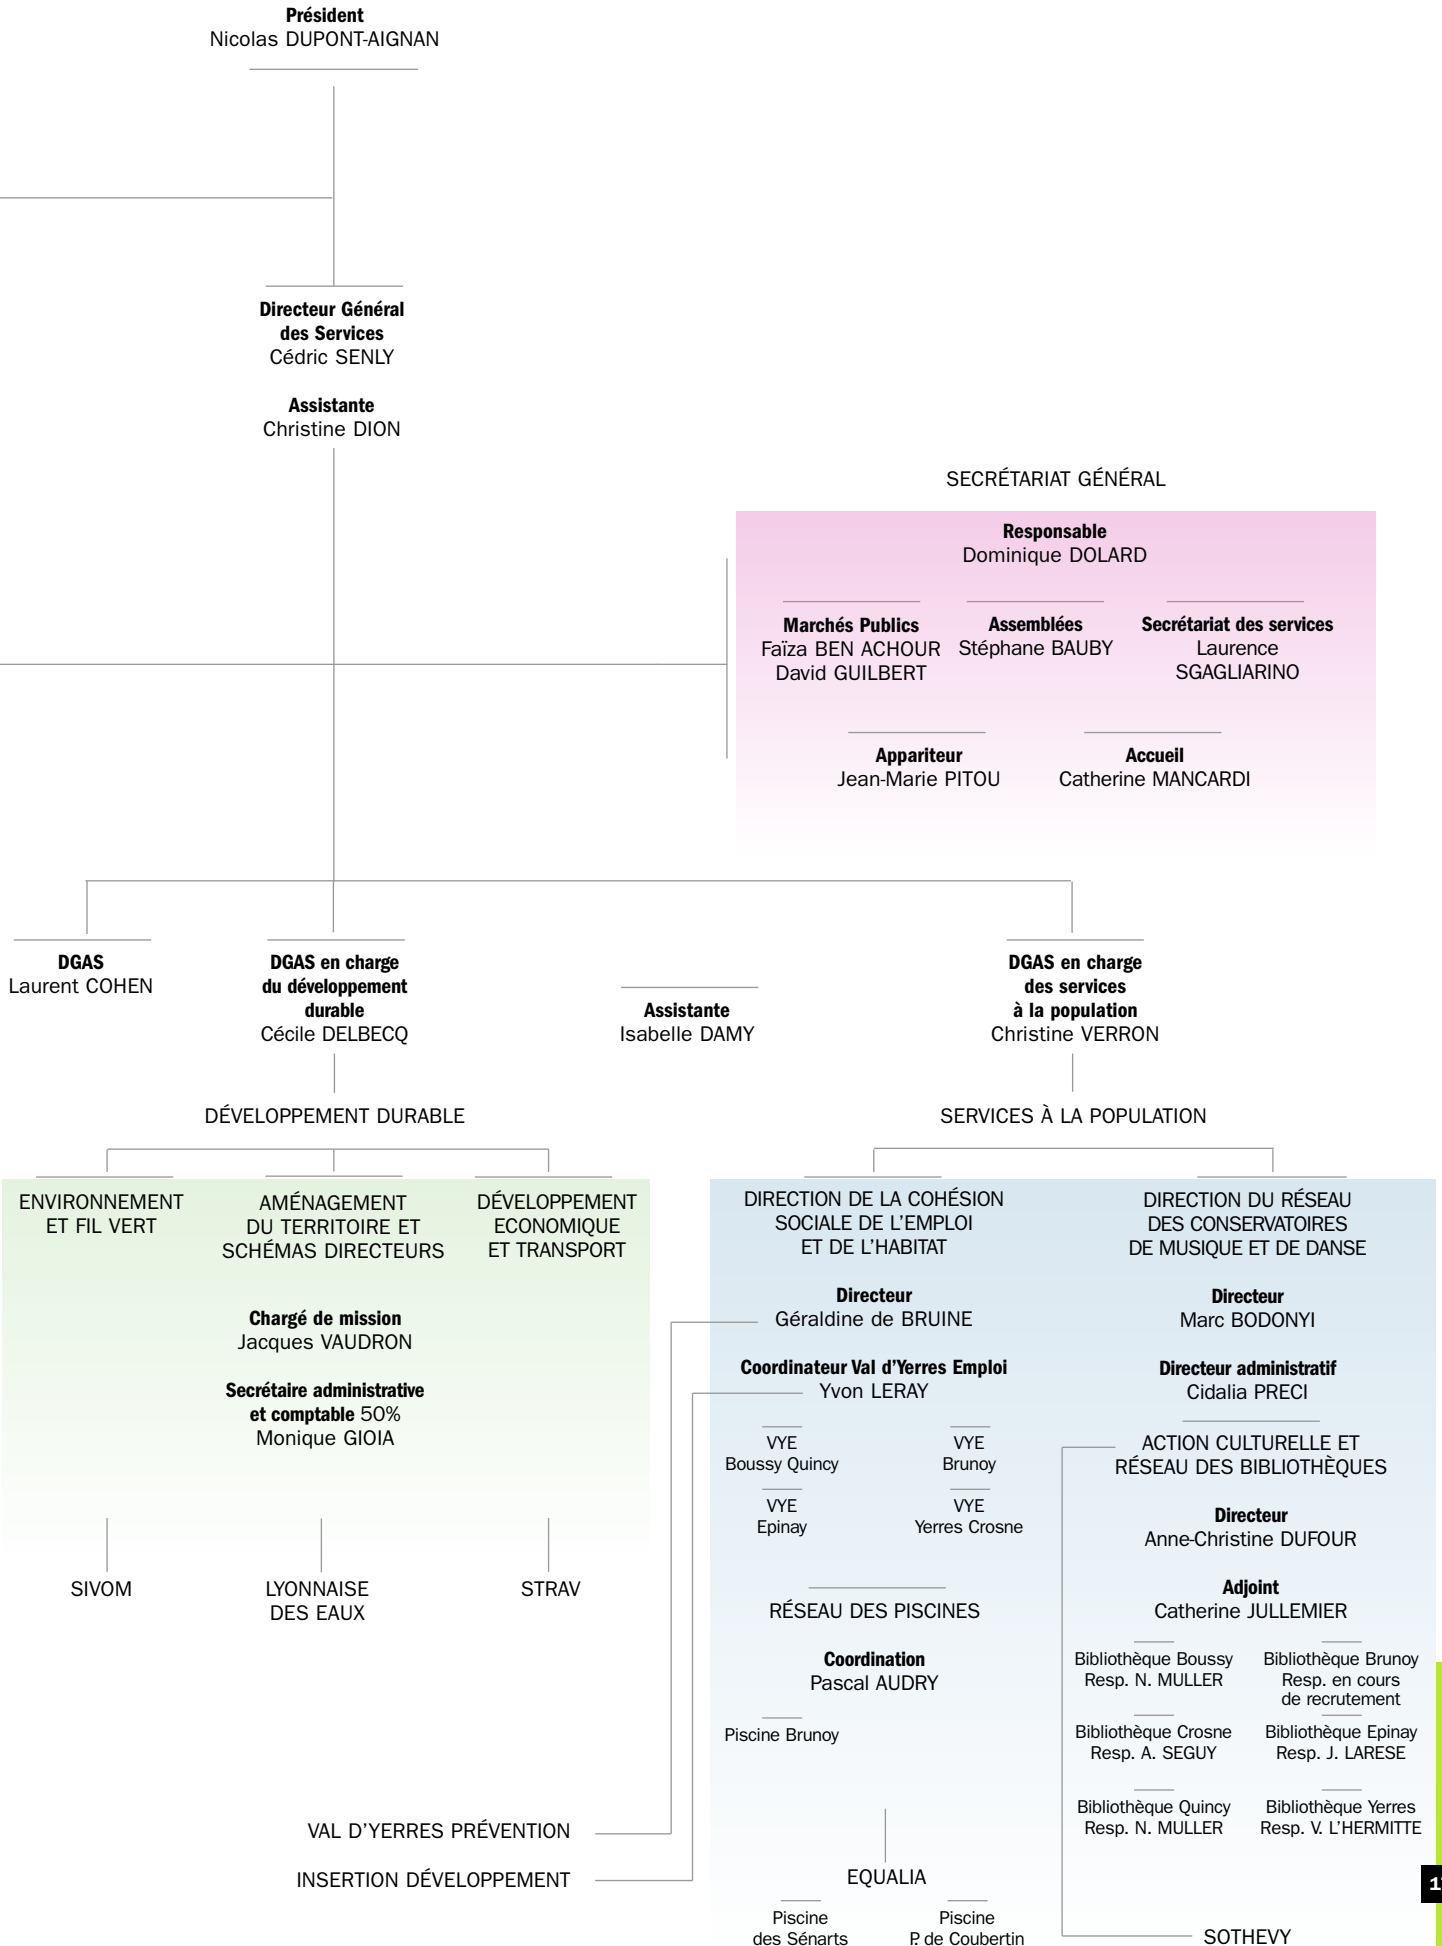 Président
Nicolas DUPONT-AIGNAN
Directeur Général
des Services
Cédric SENLY
Assistante
Christine DION
SECRÉTARIAT GÉNÉRAL
Responsable
Dominique DOLARD
Marchés Publics
Faïza BEN ACHOUR
David GUILBERT
Assemblées
Stéphane BAUBY
Secrétariat des services
Laurence
SGAGLIARINO
Appariteur
Jean-Marie PITOU
Accueil
Catherine MANCARDI
DGAS
Laurent COHEN
DGAS en charge
du développement
durable
Cécile DELBECQ
Assistante
Isabelle DAMY
DGAS en charge
des services
à la population
Christine VERRON
DÉVELOPPEMENT DURABLE
ENVIRONNEMENT
ET FIL VERT
AMÉNAGEMENT
DU TERRITOIRE ET
SCHÉMAS DIRECTEURS
DÉVELOPPEMENT
ECONOMIQUE
ET TRANSPORT
Chargé de mission
Jacques VAUDRON
Secrétaire administrative
et comptable 50%
Monique GIOIA
SIVOM
LYONNAISE
DES EAUX
STRAV
SERVICES À LA POPULATION
DIRECTION DE LA COHÉSION
SOCIALE DE L'EMPLOI
ET DE L'HABITAT
Directeur
Géraldine de BRUINE
Coordinateur Val d'Yerres Emploi
Yvon LERAY
VYE
Boussy Quincy
VYE
Brunoy
VYE
Epinay
VYE
Yerres Crosne
RÉSEAU DES PISCINES
Coordination
Pascal AUDRY
Piscine Brunoy
EQUALIA
Piscine
des Sénarts
Piscine
P. de Coubertin
DIRECTION DU RÉSEAU
DES CONSERVATOIRES
DE MUSIQUE ET DE DANSE
Directeur
Marc BODONYI
Directeur administratif
Cidalia PRECI
ACTION CULTURELLE ET
RÉSEAU DES BIBLIOTHÈQUES
Directeur
Anne-Christine DUFOUR
Adjoint
Catherine JULLEMIER
Bibliothèque Boussy
Resp. N. MULLER
Bibliothèque Brunoy
Resp. en cours
de recrutement
Bibliothèque Crosne
Resp. A. SEGUY
Bibliothèque Epinay
Resp. J. LARESE
Bibliothèque Quincy
Resp. N. MULLER
Bibliothèque Yerres
Resp. V. L'HERMITTE
SOTHEVY
VAL D'YERRES PRÉVENTION
INSERTION DÉVELOPPEMENT